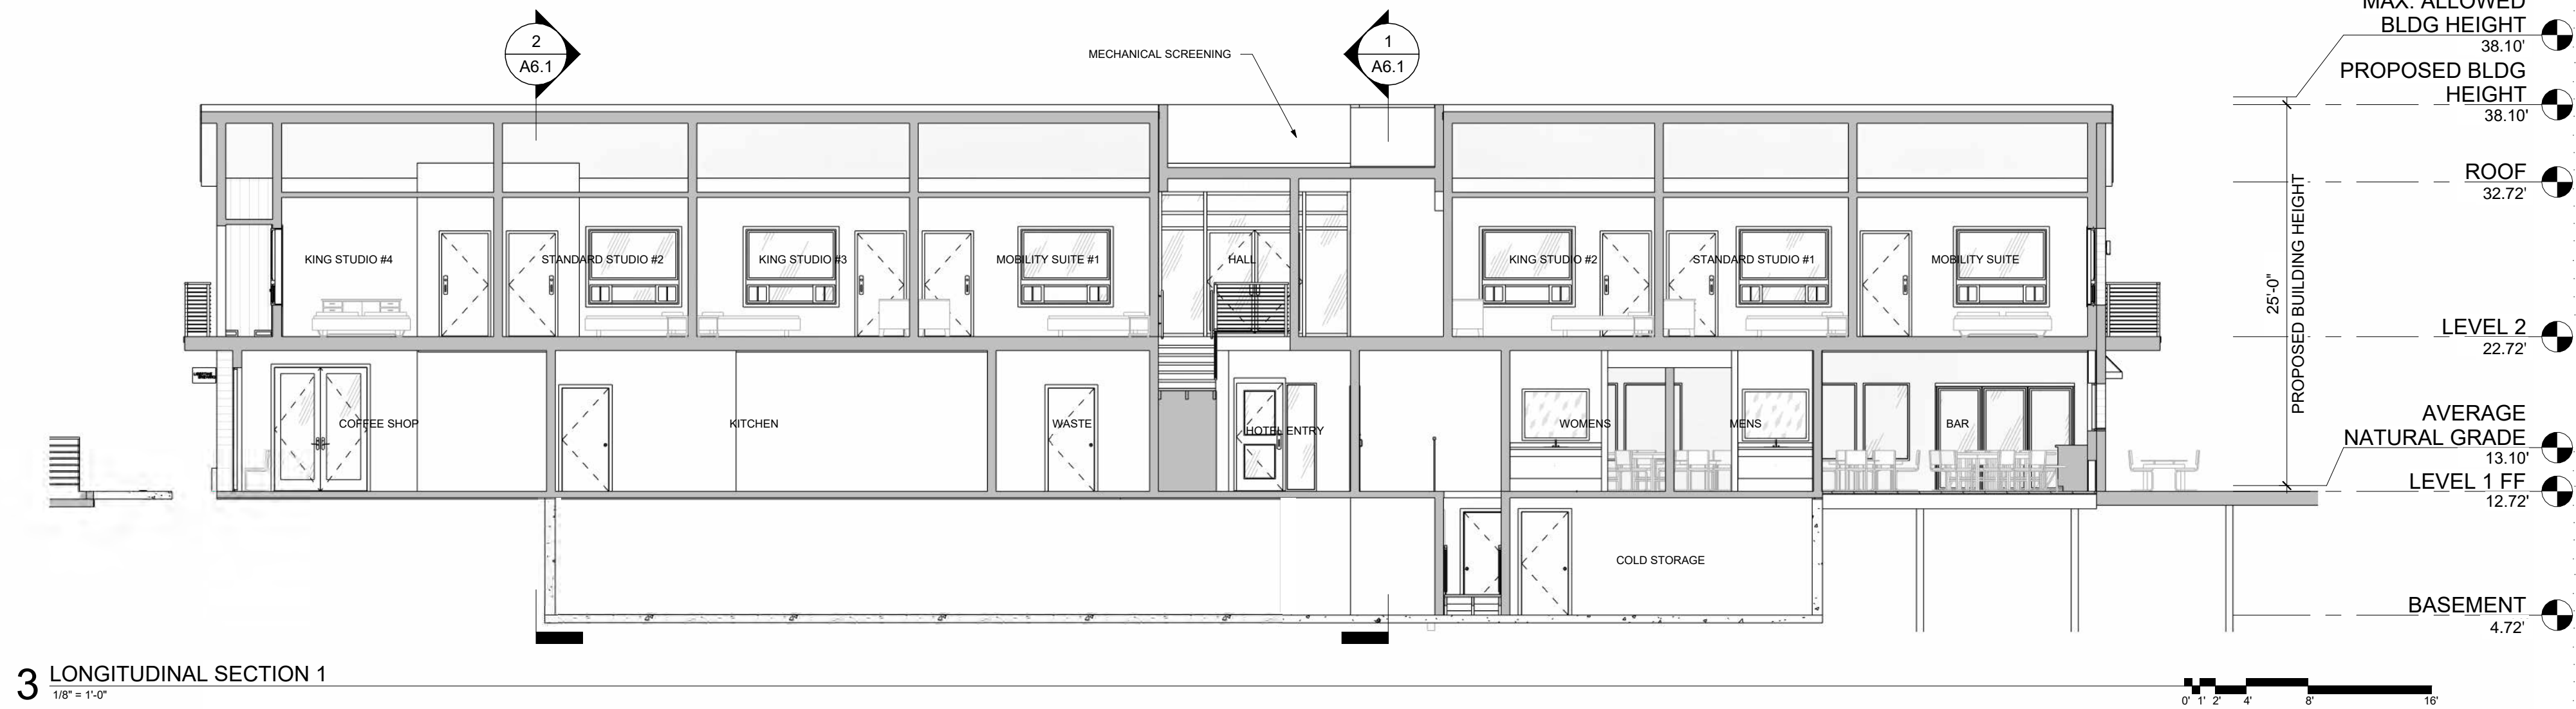 MAX. ALLOWED
BLDG HEIGHT
38.10'
2
A6.1
MECHANICAL SCREENING
1
A6.1
PROPOSED BLDG
HEIGHT
38.10'
ROOF
32.72'
KING STUDIO #4
STANDARD STUDIO #2
KING STUDIO #3
MOBILITY SUITE #1
HALL
KING STUDIO #2
STANDARD STUDIO #1
MOBILITY SUITE
25'-0"
PROPOSED BUILDING HEIGHT
LEVEL 2
22.72'
COFFEE SHOP
KITCHEN
WASTE
HOTEL ENTRY
WOMENS
MENS
BAR
AVERAGE
NATURAL GRADE
13.10'
LEVEL 1 FF
12.72'
COLD STORAGE
BASEMENT
4.72'
3 LONGITUDINAL SECTION 1
1/8" = 1'-0"
0' 1' 2' 4' 8' 16'